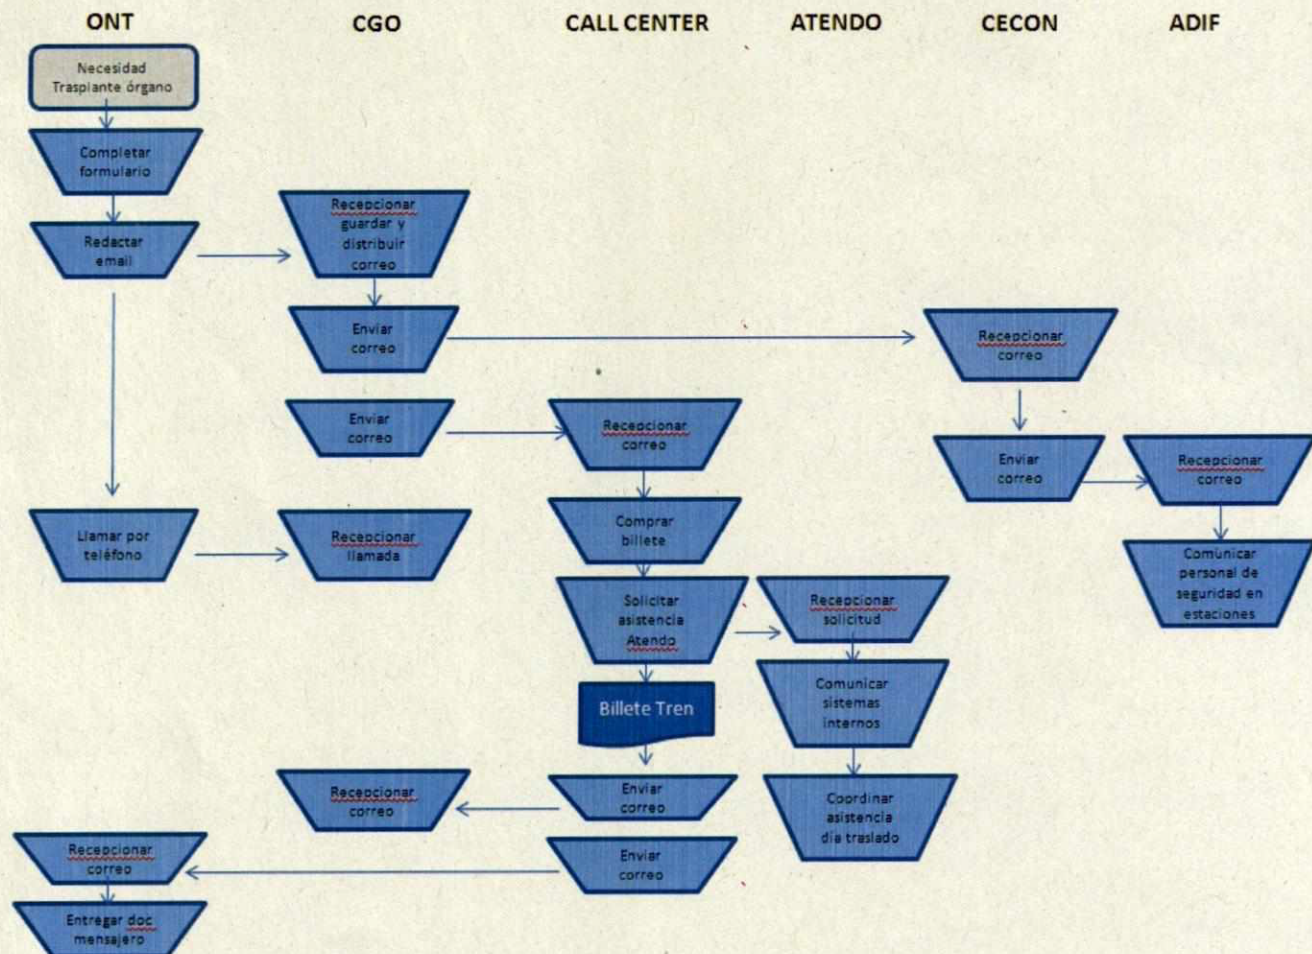 ONT
CGO
CALL CENTER
ATENDO
CECON
ADIF
Necesidad
Trasplante órgano
Completar
formulario
Redactar
email
Recepcionar
guardar y
distribuir
correo
Enviar
correo
Recepcionar
correo
Enviar
correo
Recepcionar
correo
Enviar
correo
Recepcionar
correo
Llamar por
teléfono
Recepcionar
llamada
Comprar
billete
Comunicar
personal de
seguridad en
estaciones
Solicitar
asistencia
Atendo
Recepcionar
solicitud
Billete Tren
Comunicar
sistemas
internos
Recepcionar
correo
Enviar
correo
Coordinar
asistencia
día traslado
Recepcionar
correo
Enviar
correo
Entregar doc
mensajero